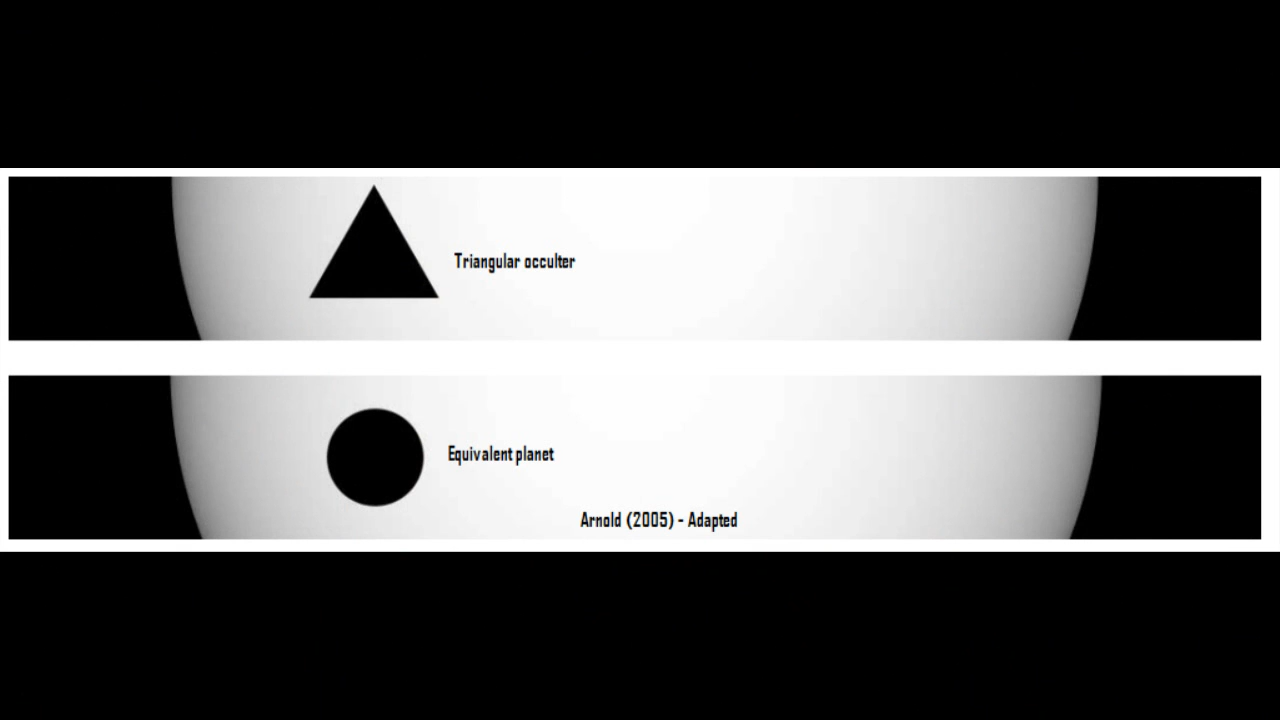 Triangular occulter
Equivalent planet
Arnold (2005) - Adapted